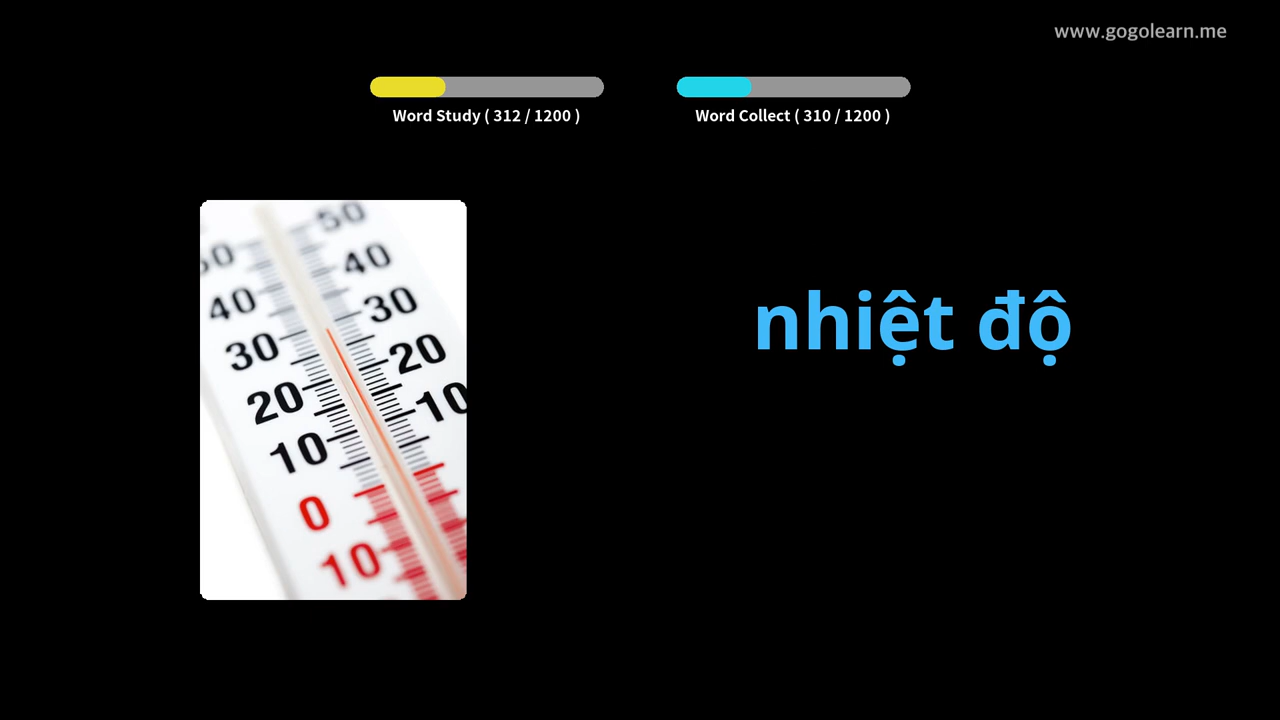 www.gogolearn.me
Word Study ( 312 / 1200 )
Word Collect ( 310 / 1200 )
50
40 40
30 30
20 20
10 10
0
10
nhiệt độ